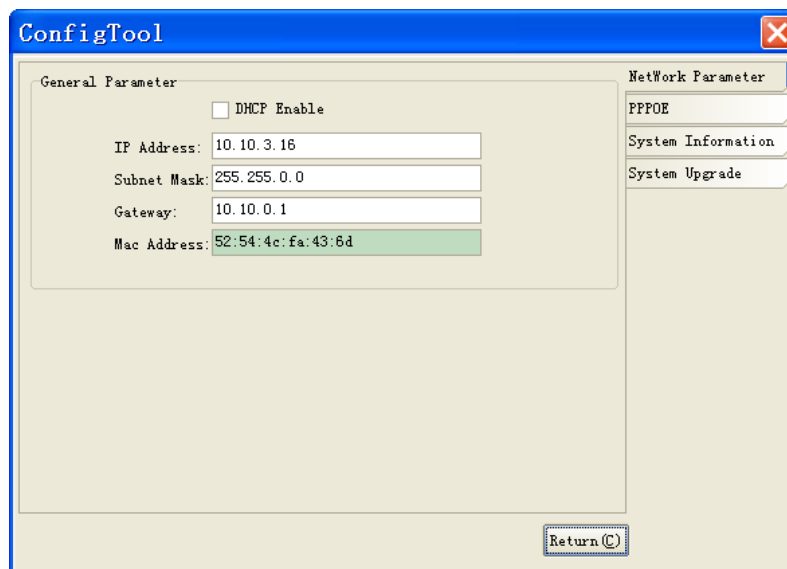 ConfigTool
General Parameter
DHCP Enable
IP Address: 10.10.3.16
Subnet Mask: 255.255.0.0
Gateway: 10.10.0.1
Mac Address: 52:54:4c:fa:43:6d
NetWork Parameter
PPPOE
System Information
System Upgrade
Return(C)